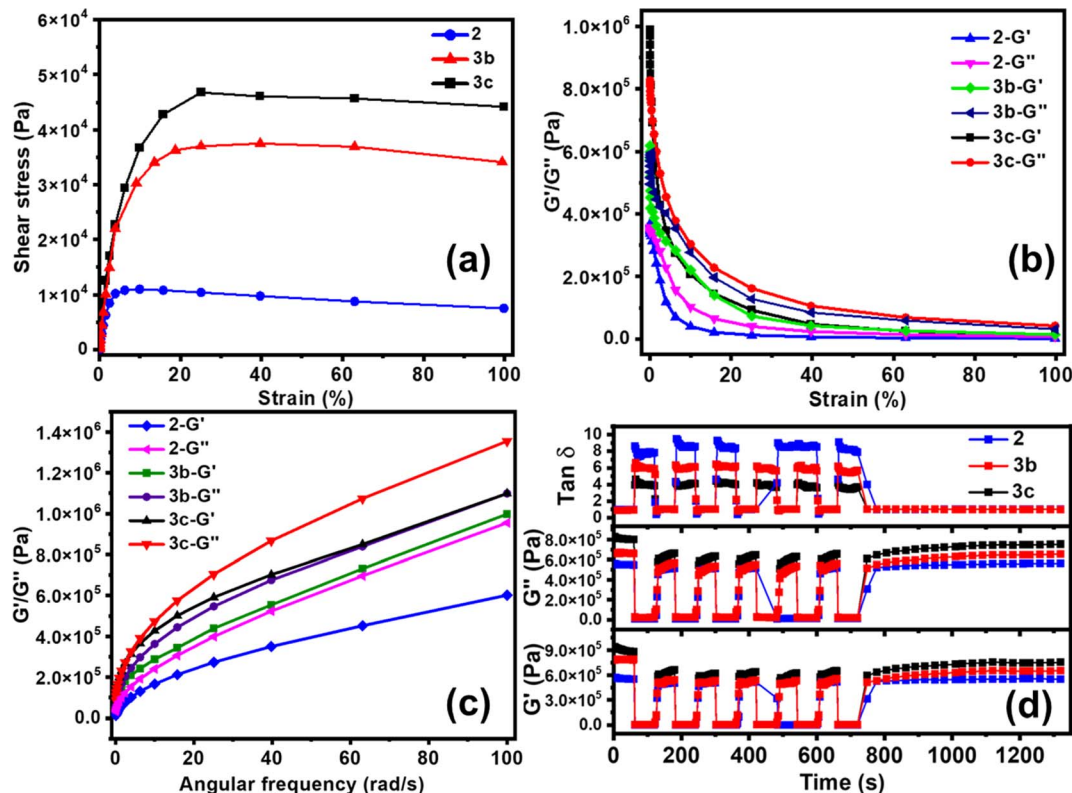 6×10⁴
5×10⁴
4×10⁴
3×10⁴
2×10⁴
1×10⁴
0
Shear stress (Pa)
2
3b
3c
(a)
0 20 40 60 80 100
Strain (%)
1.0×10⁶
8.0×10⁵
6.0×10⁵
4.0×10⁵
2.0×10⁵
0.0
G'/G'' (Pa)
2-G'
2-G''
3b-G'
3b-G''
3c-G'
3c-G''
(b)
0 20 40 60 80 100
Strain (%)
1.4×10⁶
1.2×10⁶
1.0×10⁶
8.0×10⁵
6.0×10⁵
4.0×10⁵
2.0×10⁵
0.0
G'/G'' (Pa)
2-G'
2-G''
3b-G'
3b-G''
3c-G'
3c-G''
(c)
0 20 40 60 80 100
Angular frequency (rad/s)
10
8
6
4
2
0
Tan δ
2
3b
3c
8.0×10⁵
6.0×10⁵
4.0×10⁵
2.0×10⁵
0.0
G'' (Pa)
9.0×10⁵
6.0×10⁵
3.0×10⁵
0.0
G' (Pa)
(d)
0 200 400 600 800 1000 1200
Time (s)